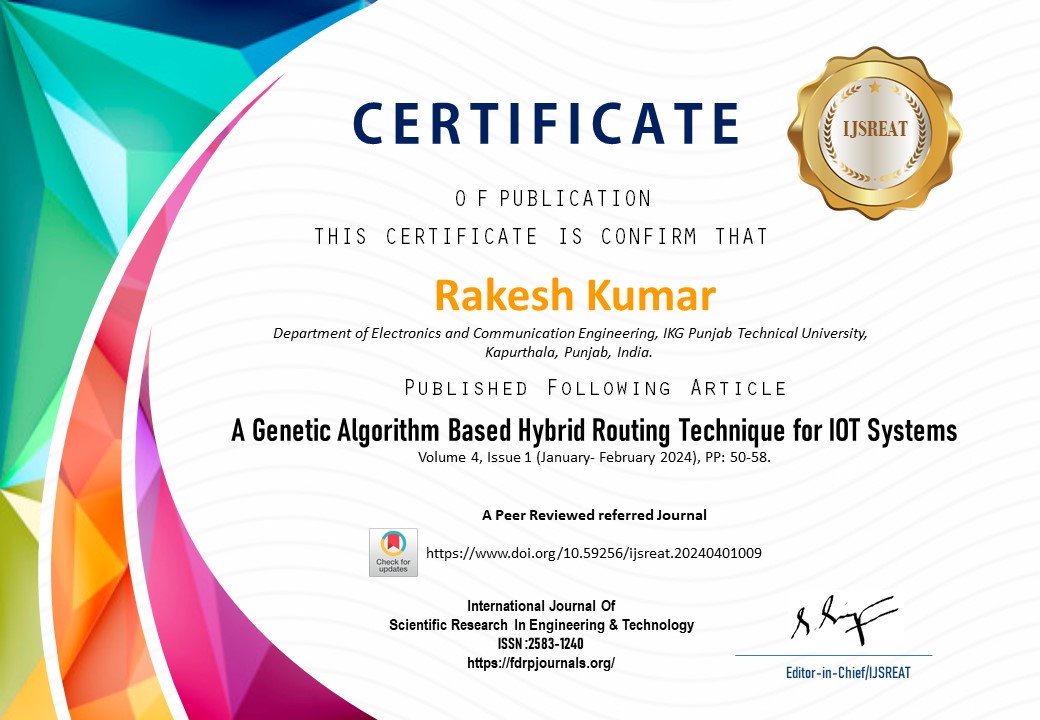 CERTIFICATE
IJSREAT
O F PUBLICATION
THIS CERTIFICATE IS CONFIRM THAT
Rakesh Kumar
Department of Electronics and Communication Engineering, IKG Punjab Technical University,
Kapurthala, Punjab, India.
PUBLISHED FOLLOWING ARTICLE
A Genetic Algorithm Based Hybrid Routing Technique for IOT Systems
Volume 4, Issue 1 (January- February 2024), PP: 50-58.
A Peer Reviewed referred Journal
Check for
updates
https://www.doi.org/10.59256/ijsreat.20240401009
International Journal Of
Scientific Research In Engineering & Technology
ISSN :2583-1240
https://fdrpjournals.org/
Editor-in-Chief/IJSREAT